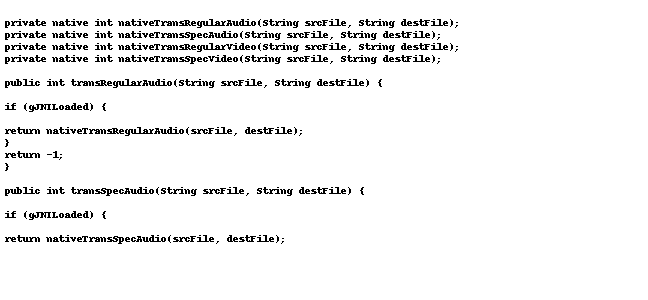 private native int nativeTransRegularAudio(String srcFile, String destFile);
private native int nativeTransSpecAudio(String srcFile, String destFile);
private native int nativeTransRegularVideo(String srcFile, String destFile);
private native int nativeTransSpecVideo(String srcFile, String destFile);
public int transRegularAudio(String srcFile, String destFile) {
if (gJNILoaded) {
return nativeTransRegularAudio(srcFile, destFile);
}
return -1;
}
public int transSpecAudio(String srcFile, String destFile) {
if (gJNILoaded) {
return nativeTransSpecAudio(srcFile, destFile);